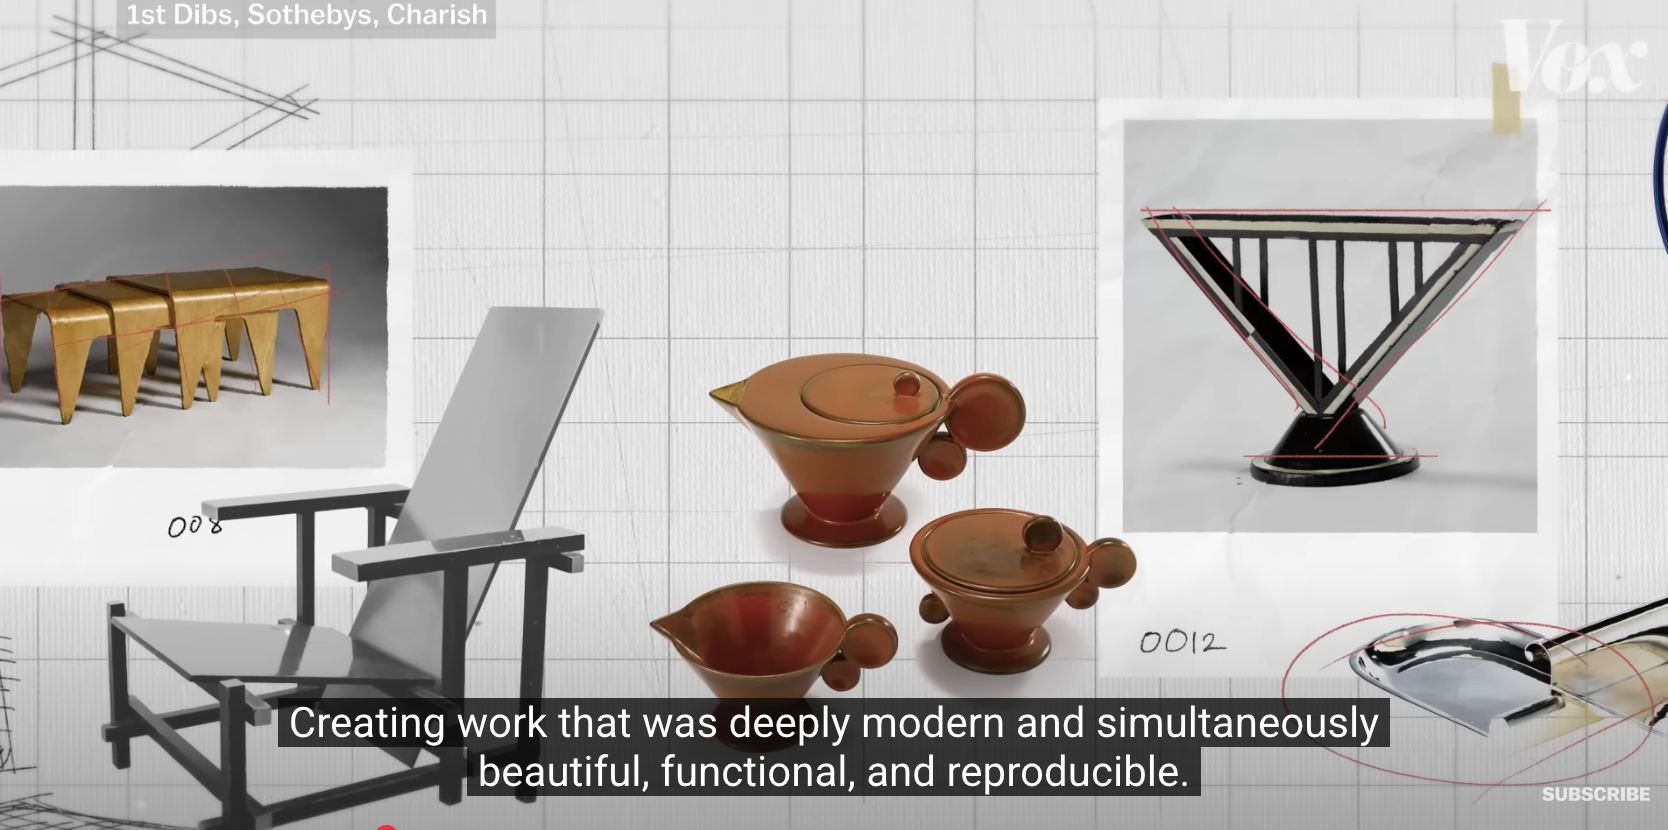 1st Dibs, Sothebys, Charish
Vox
008
0012
Creating work that was deeply modern and simultaneously
beautiful, functional, and reproducible.
SUBSCRIBE